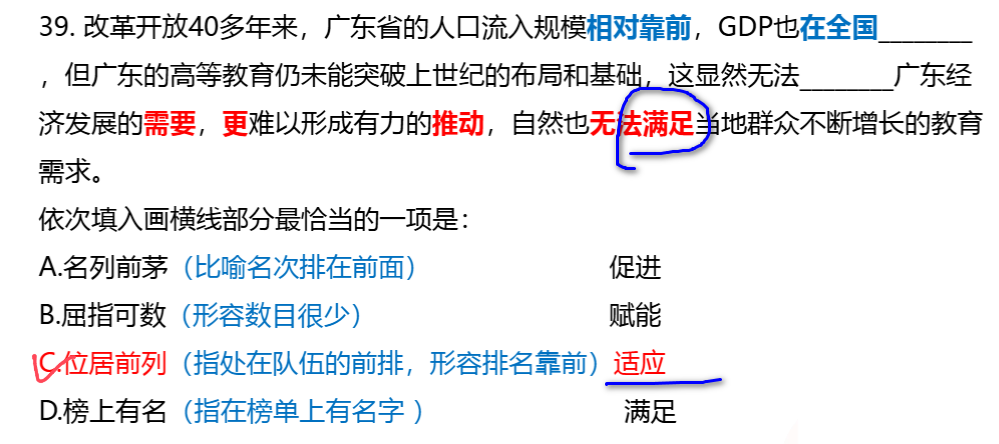 39. 改革开放40多年来，广东省的人口流入规模相对靠前，GDP也在全国________
，但广东的高等教育仍未能突破上世纪的布局和基础，这显然无法________广东经
济发展的需要，更难以形成有力的推动，自然也无法满足当地群众不断增长的教育
需求。
依次填入画横线部分最恰当的一项是：
A.名列前茅（比喻名次排在前面） 促进
B.屈指可数（形容数目很少） 赋能
C.位居前列（指处在队伍的前排，形容排名靠前）适应
D.榜上有名（指在榜单上有名字 ） 满足